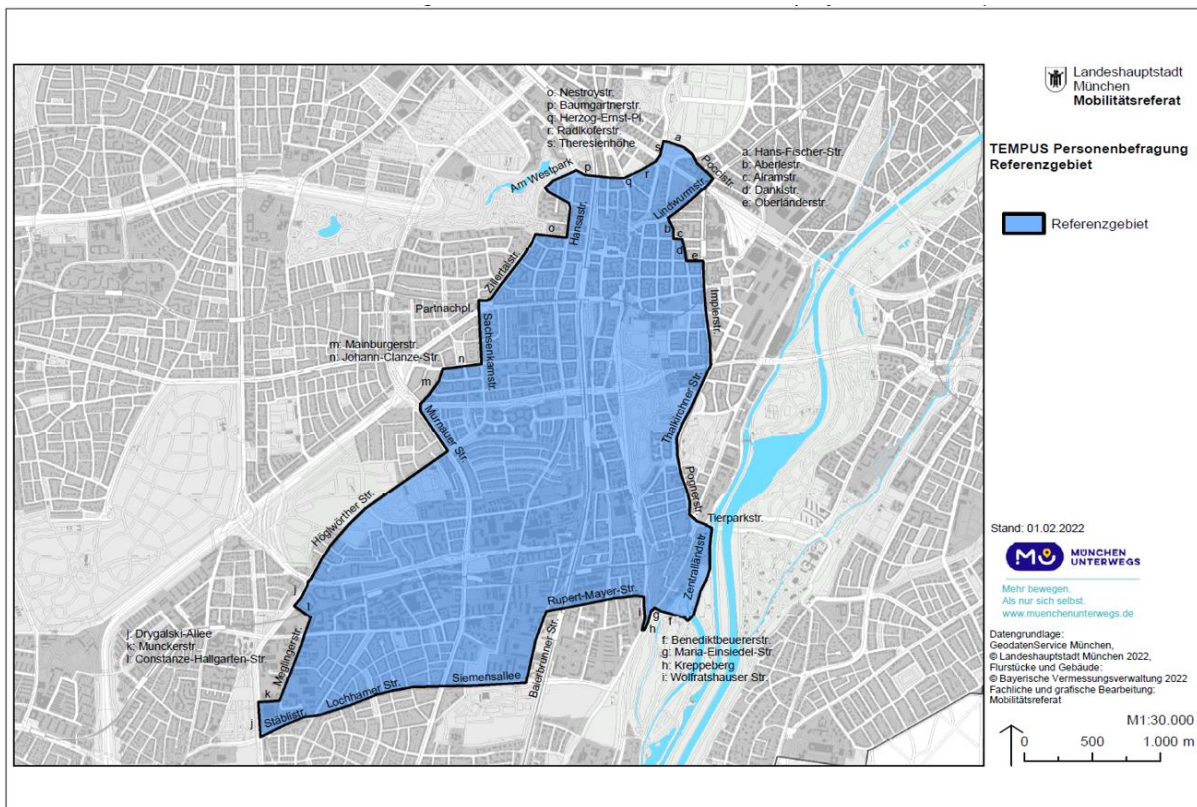 o: Nestroystr.
p: Baumgartnerstr.
q: Herzog-Ernst-Pl.
r: Radlkoferstr.
s: Theresienhöhe
a: Hans-Fischer-Str.
b: Aberlestr.
c: Alramstr.
d: Danklstr.
e: Oberländerstr.
Am Westpark
p
q
r
s
a
Poccistr.
Lindwurmstr.
b
c
d
e
Hansastr.
o
Zillertalstr.
Partnachpl.
Sachsenkamstr.
Implerstr.
m: Mainburgerstr.
n: Johann-Clanze-Str.
n
m
Murnauer Str.
Thalkirchner Str.
Pognerstr.
Tierparkstr.
Höglwörther Str.
Zentralländstr.
Rupert-Mayer-Str.
i
g
f
h
j
l
j: Drygalski-Allee
k: Munckerstr.
l: Constanze-Hallgarten-Str.
Meglingerstr.
k
j
Stäblistr.
Lochhamer Str.
Siemensallee
Baierbrunner Str.
f: Benediktbeuererstr.
g: Maria-Einsiedel-Str.
h: Kreppeberg
i: Wolfratshauser Str.
Landeshauptstadt
München
Mobilitätsreferat
TEMPUS Personenbefragung
Referenzgebiet
Referenzgebiet
Stand: 01.02.2022
MÜNCHEN
UNTERWEGS
Mehr bewegen.
Als nur sich selbst.
www.muenchenunterwegs.de
Datengrundlage:
GeodatenService München,
© Landeshauptstadt München 2022,
Flurstücke und Gebäude:
© Bayerische Vermessungsverwaltung 2022
Fachliche und grafische Bearbeitung:
Mobilitätsreferat
M1:30.000
0 500 1.000 m